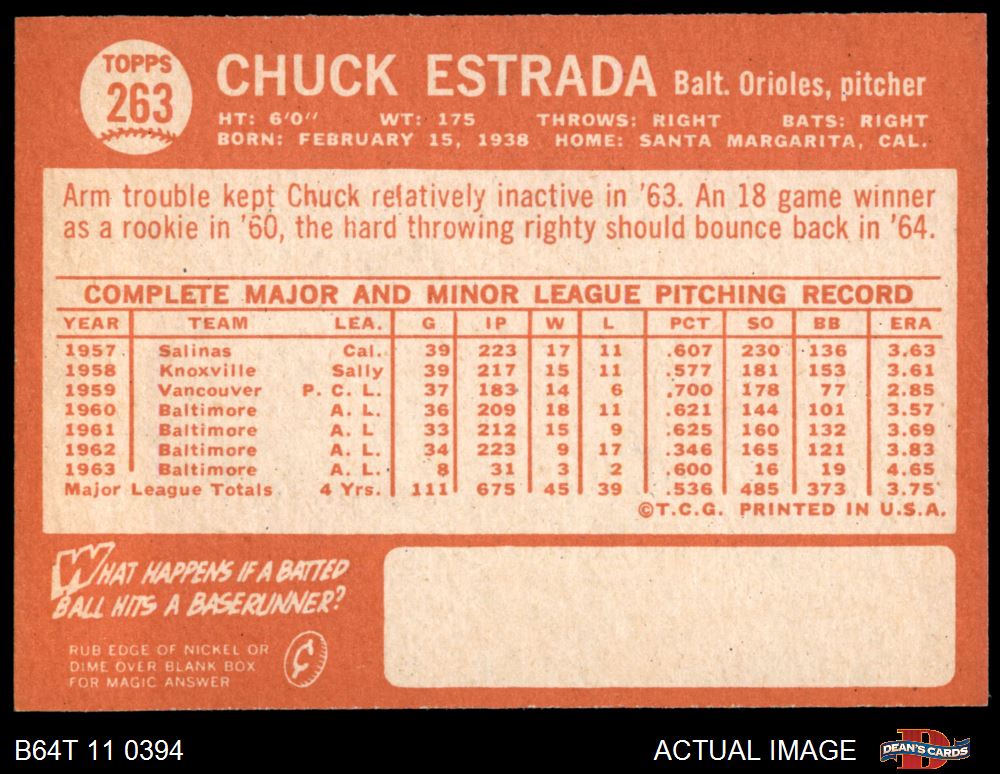 TOPPS
263
CHUCK ESTRADA Balt. Orioles, pitcher
HT: 6'0" WT: 175 THROWS: RIGHT BATS: RIGHT
BORN: FEBRUARY 15, 1938 HOME: SANTA MARGARITA, CAL.
Arm trouble kept Chuck relatively inactive in '63. An 18 game winner
as a rookie in '60, the hard throwing righty should bounce back in '64.
COMPLETE MAJOR AND MINOR LEAGUE PITCHING RECORD
YEAR TEAM LEA. G IP W L PCT SO BB ERA
1957 Salinas Cal. 39 223 17 11 .607 230 136 3.63
1958 Knoxville Sally 39 217 15 11 .577 181 153 3.61
1959 Vancouver P. C. L. 37 183 14 6 .700 178 77 2.85
1960 Baltimore A. L. 36 209 18 11 .621 144 101 3.57
1961 Baltimore A. L 33 212 15 9 .625 160 132 3.69
1962 Baltimore A. L. 34 223 9 17 .346 165 121 3.83
1963 Baltimore A. L. 8 31 3 2 .600 16 19 4.65
Major League Totals 4 Yrs. 111 675 45 39 .536 485 373 3.75
©T.C.G. PRINTED IN U.S.A.
WHAT HAPPENS IF A BATTED
BALL HITS A BASERUNNER?
RUB EDGE OF NICKEL OR
DIME OVER BLANK BOX
FOR MAGIC ANSWER
¢
B64T 11 0394 ACTUAL IMAGE
D
DEAN'S CARDS